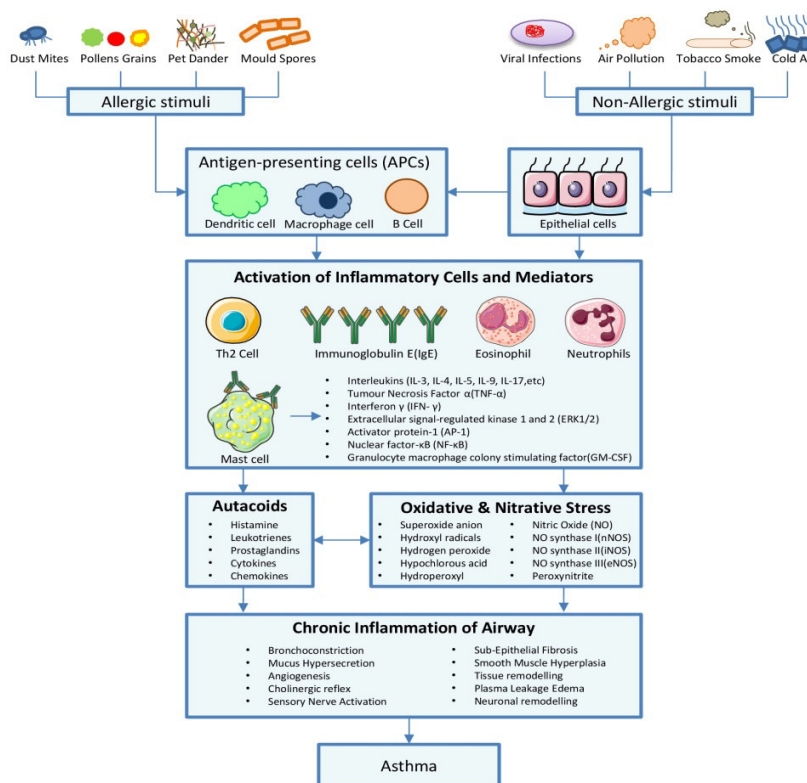 Dust Mites Pollens Grains Pet Dander Mould Spores
Viral Infections Air Pollution Tobacco Smoke Cold A
Allergic stimuli
Non-Allergic stimuli
Antigen-presenting cells (APCs)
Dendritic cell Macrophage cell B Cell
Epithelial cells
Activation of Inflammatory Cells and Mediators
Th2 Cell Immunoglobulin E(IgE) Eosinophil Neutrophils
Mast cell
• Interleukins (IL-3, IL-4, IL-5, IL-9, IL-17,etc)
• Tumour Necrosis Factor α(TNF-α)
• Interferon γ (IFN- γ)
• Extracellular signal-regulated kinase 1 and 2 (ERK1/2)
• Activator protein-1 (AP-1)
• Nuclear factor-κB (NF-κB)
• Granulocyte macrophage colony stimulating factor(GM-CSF)
Autacoids
• Histamine
• Leukotrienes
• Prostaglandins
• Cytokines
• Chemokines
Oxidative & Nitrative Stress
• Superoxide anion
• Hydroxyl radicals
• Hydrogen peroxide
• Hypochlorous acid
• Hydroperoxyl
• Nitric Oxide (NO)
• NO synthase I(nNOS)
• NO synthase II(iNOS)
• NO synthase III(eNOS)
• Peroxynitrite
Chronic Inflammation of Airway
• Bronchoconstriction
• Mucus Hypersecretion
• Angiogenesis
• Cholinergic reflex
• Sensory Nerve Activation
• Sub-Epithelial Fibrosis
• Smooth Muscle Hyperplasia
• Tissue remodelling
• Plasma Leakage Edema
• Neuronal remodelling
Asthma